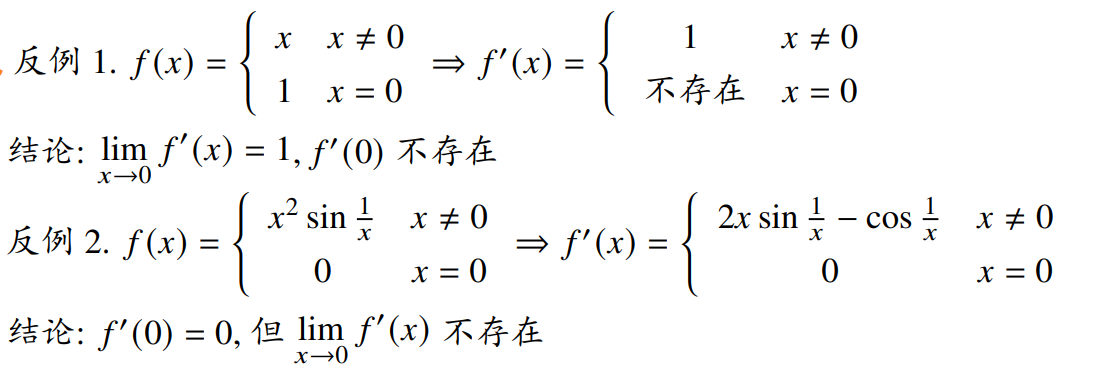 反例 1. f(x) = { x x ≠ 0; 1 x = 0 ⇒ f′(x) = { 1 x ≠ 0; 不存在 x = 0
结论: lim_{x→0} f′(x) = 1, f′(0) 不存在
反例 2. f(x) = { x² sin 1/x x ≠ 0; 0 x = 0 ⇒ f′(x) = { 2x sin 1/x − cos 1/x x ≠ 0; 0 x = 0
结论: f′(0) = 0, 但 lim_{x→0} f′(x) 不存在